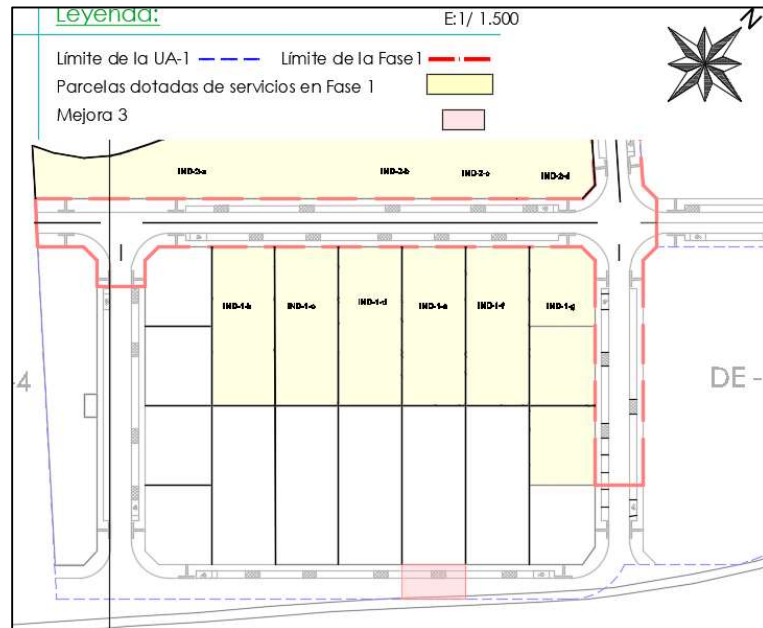 Leyenda:
E:1/ 1.500
N
Límite de la UA-1
Límite de la Fase1
Parcelas dotadas de servicios en Fase 1
Mejora 3
IND-2-a
IND-2-b
IND-2-c
IND-2-d
IND-1-b
IND-1-c
IND-1-d
IND-1-e
IND-1-f
IND-1-g
-4
DE -